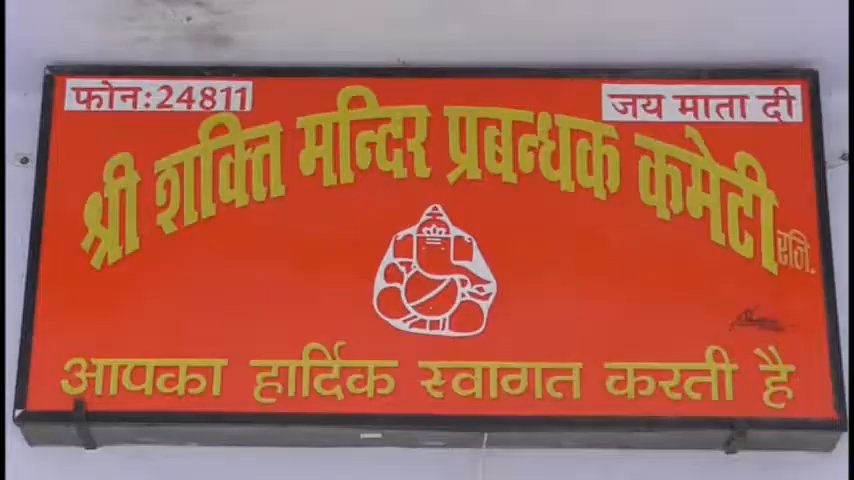 फोन:24811
जय माता दी
श्री शक्ति मन्दिर प्रबन्धक कमेटी रजि.
आपका हार्दिक स्वागत करती है